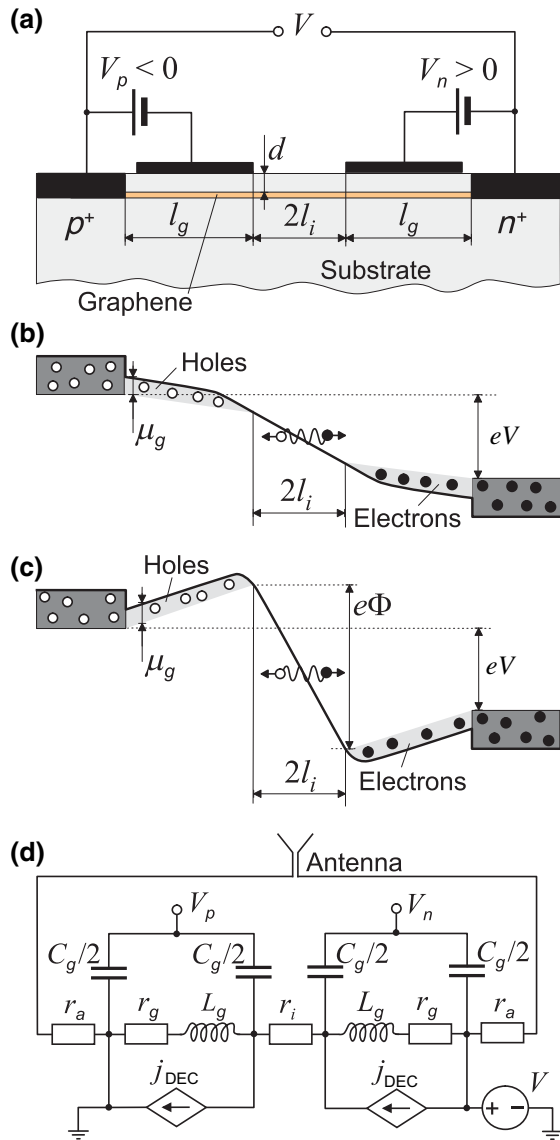 (a)
V
V_p < 0
V_n > 0
d
p⁺
l_g
2l_i
l_g
n⁺
Substrate
Graphene
(b)
Holes
μ_g
eV
2l_i
Electrons
(c)
Holes
eΦ
μ_g
eV
2l_i
Electrons
(d)
Antenna
V_p
V_n
C_g/2
C_g/2
C_g/2
C_g/2
r_a
r_g
L_g
r_i
L_g
r_g
r_a
j_DEC
j_DEC
V
+ -